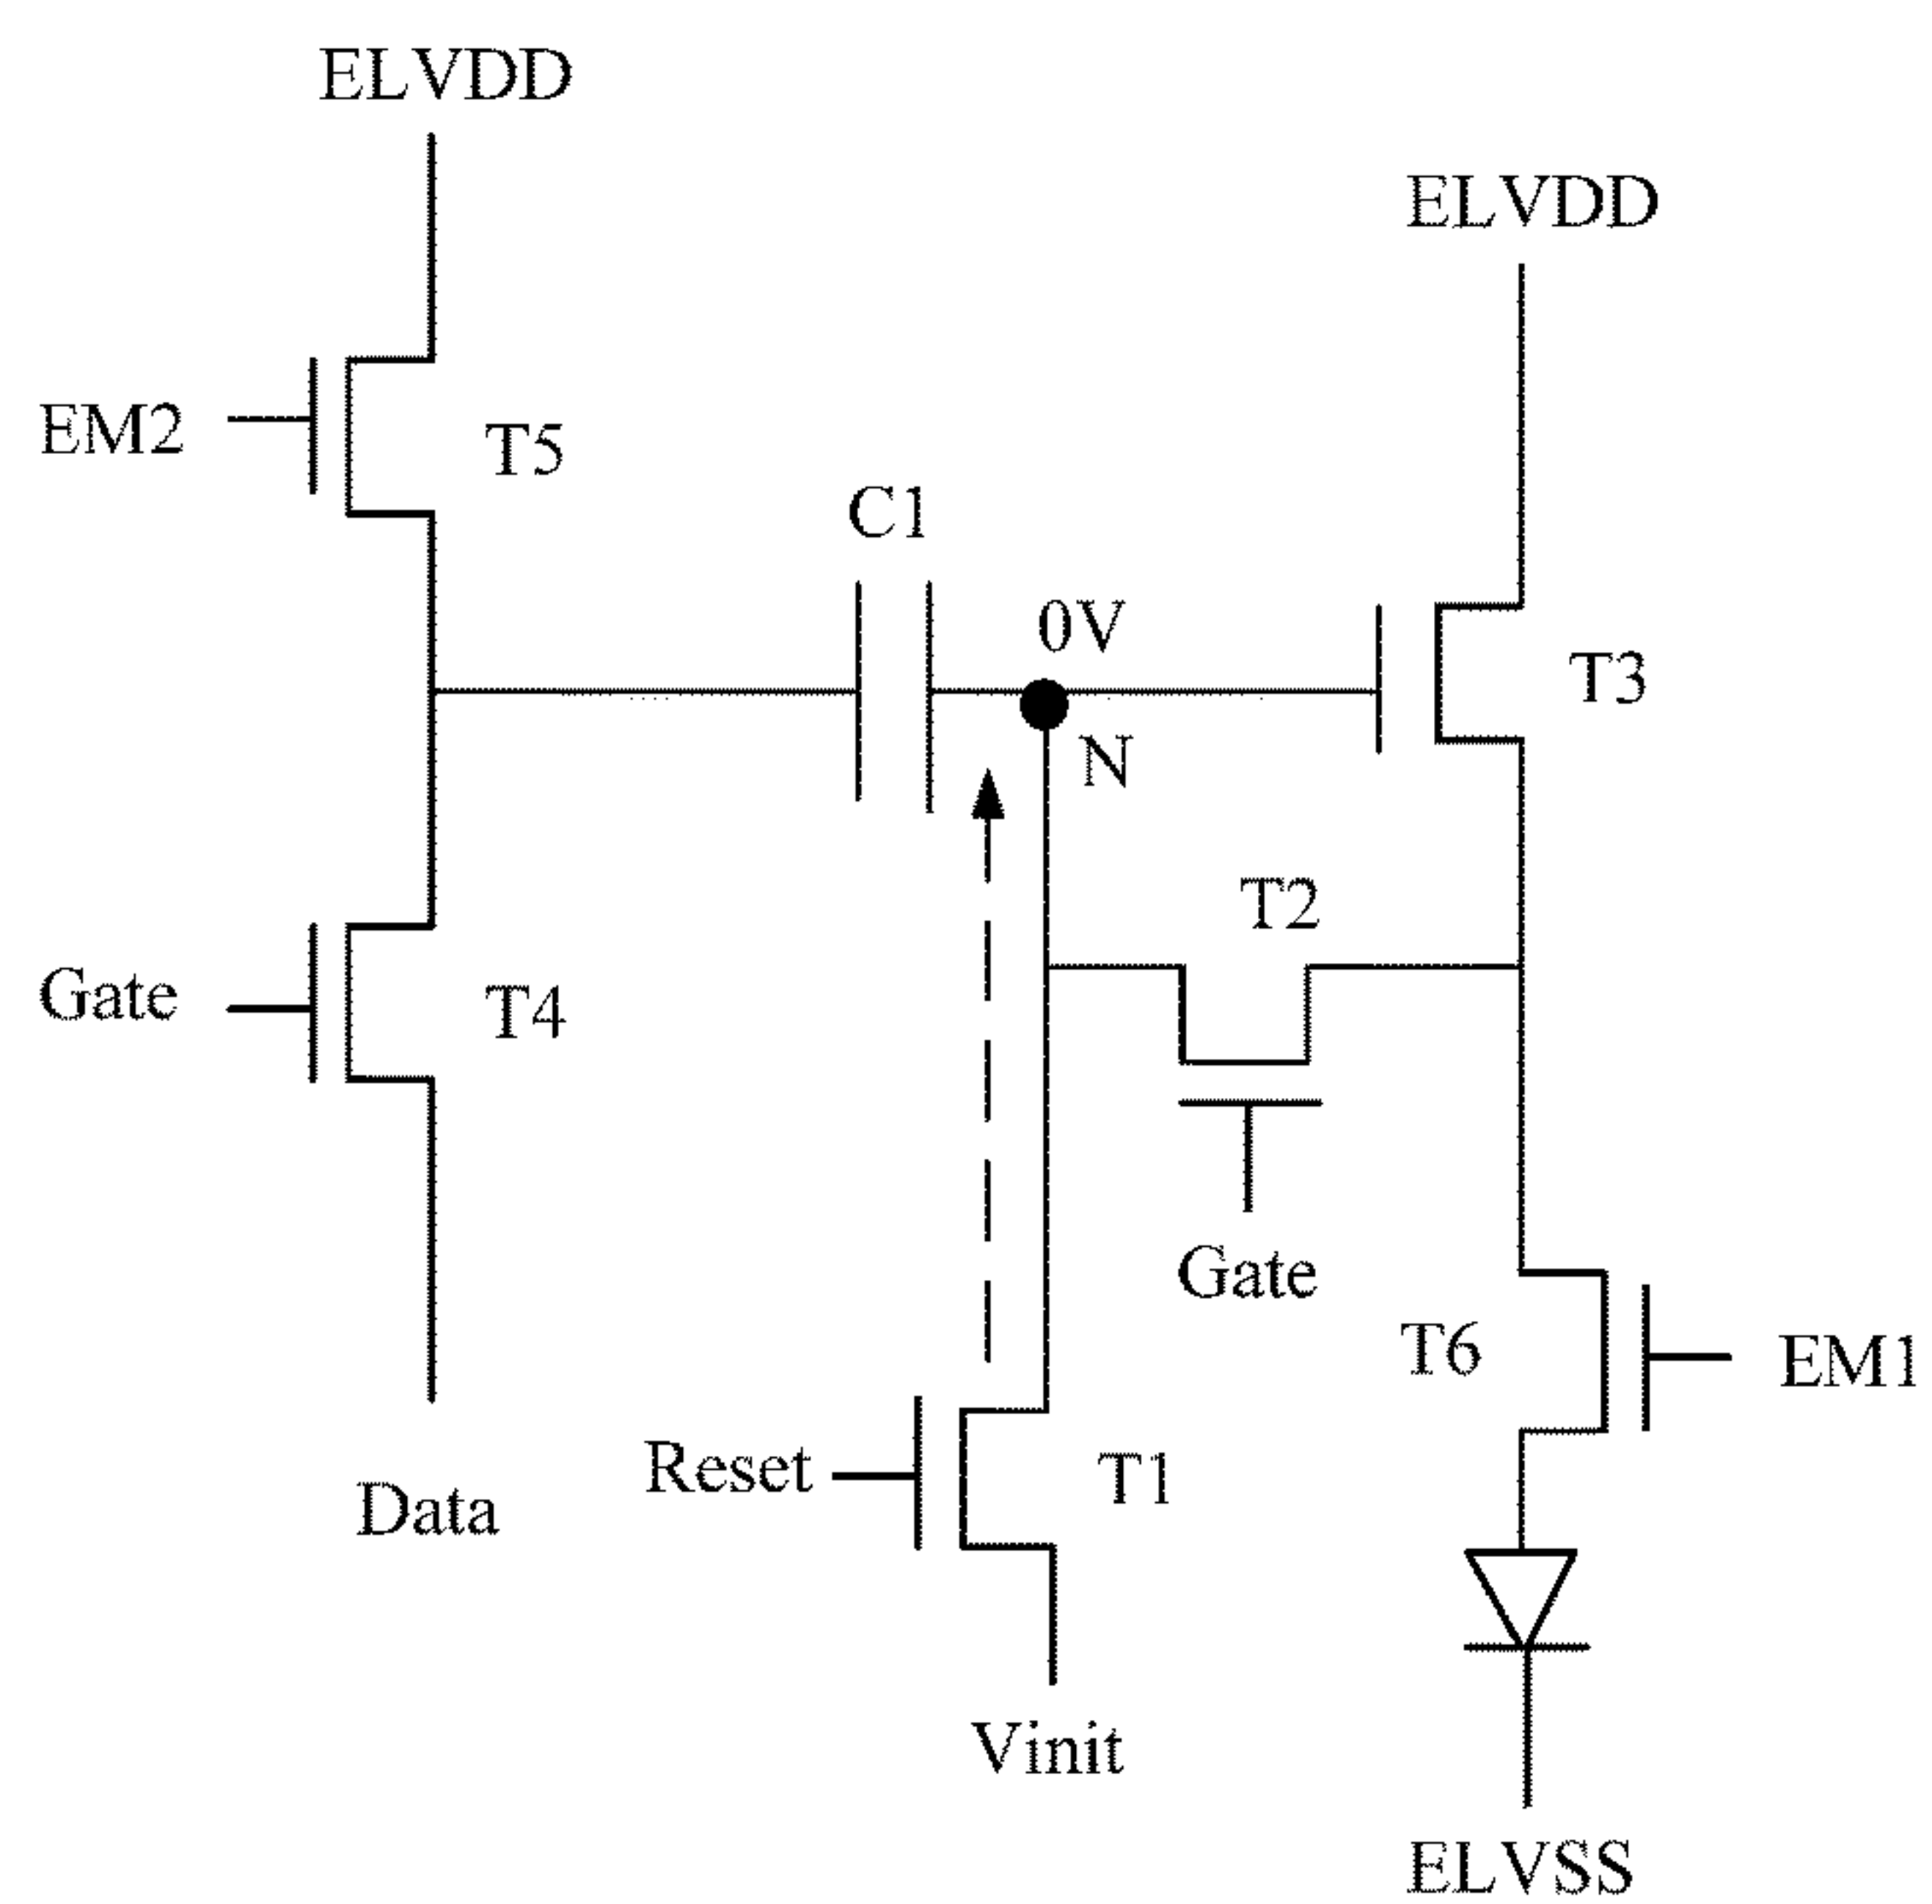 ELVDD
ELVDD
EM2
T5
C1
0V
T3
N
T2
Gate
T4
Gate
T6
EM1
Reset
T1
Data
Vinit
ELVSS